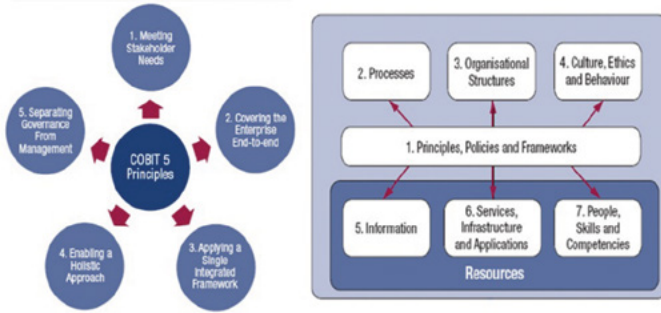 1. Meeting
Stakeholder
Needs
5. Separating
Governance
From
Management
2. Covering the
Enterprise
End-to-end
COBIT 5
Principles
4. Enabling a
Holistic
Approach
3. Applying a
Single
Integrated
Framework
2. Processes
3. Organisational
Structures
4. Culture, Ethics
and Behaviour
1. Principles, Policies and Frameworks
5. Information
6. Services,
Infrastructure
and Applications
7. People,
Skills and
Competencies
Resources